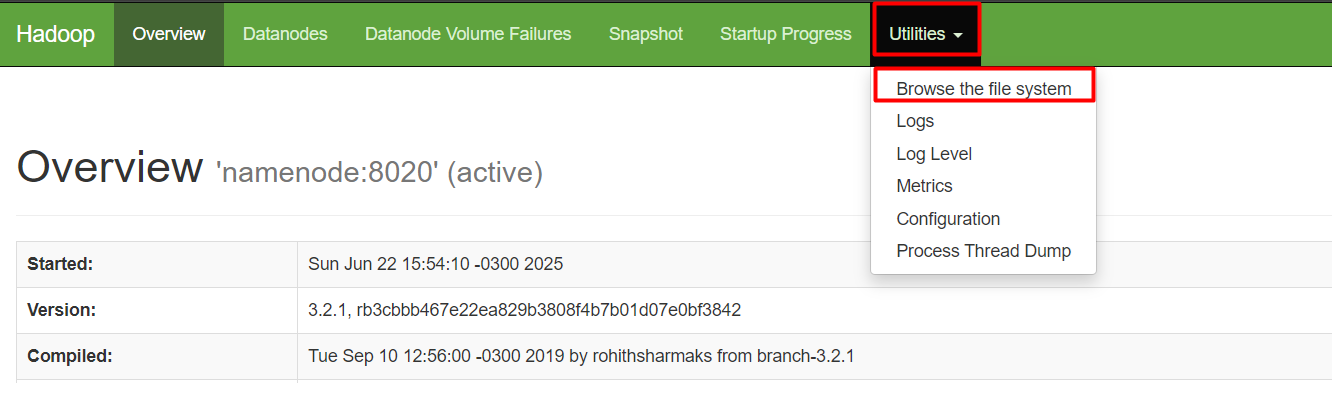 Hadoop Overview Datanodes Datanode Volume Failures Snapshot Startup Progress Utilities
Browse the file system
Logs
Log Level
Metrics
Configuration
Process Thread Dump
Overview 'namenode:8020' (active)
Started: Sun Jun 22 15:54:10 -0300 2025
Version: 3.2.1, rb3cbbb467e22ea829b3808f4b7b01d07e0bf3842
Compiled: Tue Sep 10 12:56:00 -0300 2019 by rohithsharmaks from branch-3.2.1